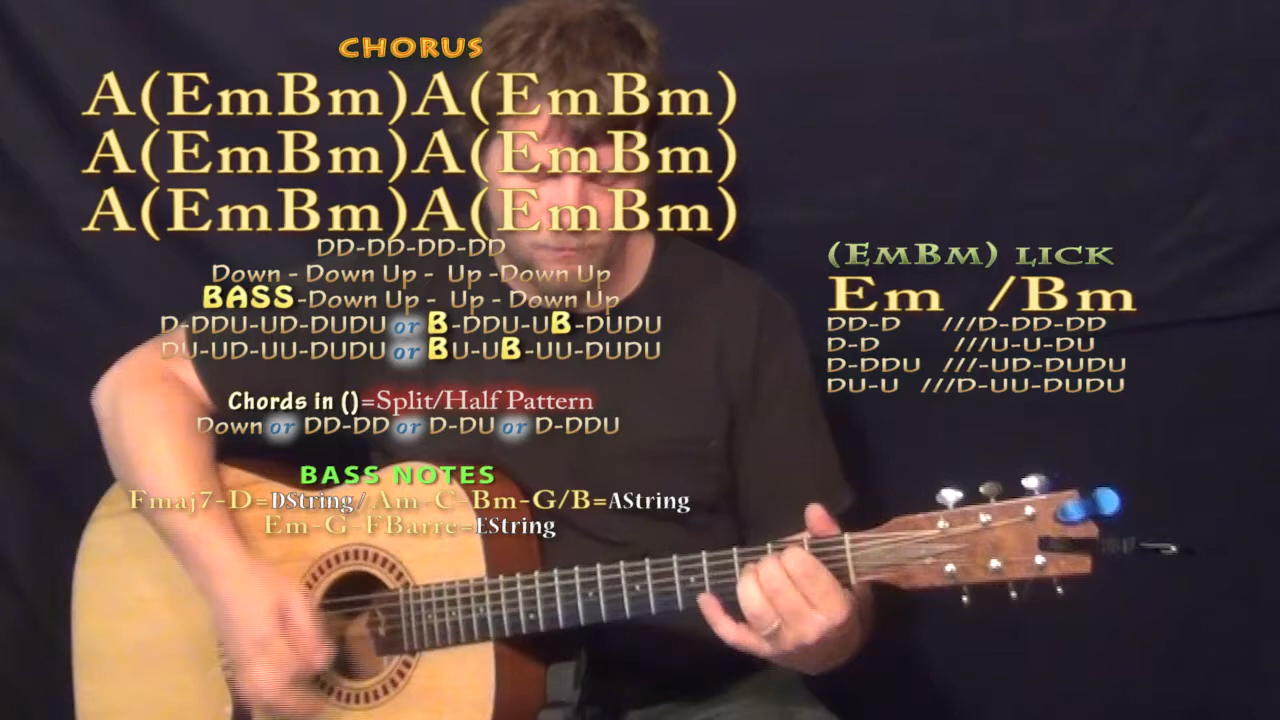 CHORUS
A(EmBm)A(EmBm)
A(EmBm)A(EmBm)
A(EmBm)A(EmBm)
DD-DD-DD-DD
Down - Down Up - Up -Down Up
BASS-Down Up - Up - Down Up
D-DDU-UD-DUDU or B-DDU-UB-DUDU
DU-UD-UU-DUDU or BU-UB-UU-DUDU
Chords in ()=Split/Half Pattern
Down or DD-DD or D-DU or D-DDU
BASS NOTES
Fmaj7-D=DString/Am-C-Bm-G/B=AString
Em-G-FBarre=EString
(EmBm) LICK
Em /Bm
DD-D ///D-DD-DD
D-D ///U-U-DU
D-DDU ///-UD-DUDU
DU-U ///D-UU-DUDU